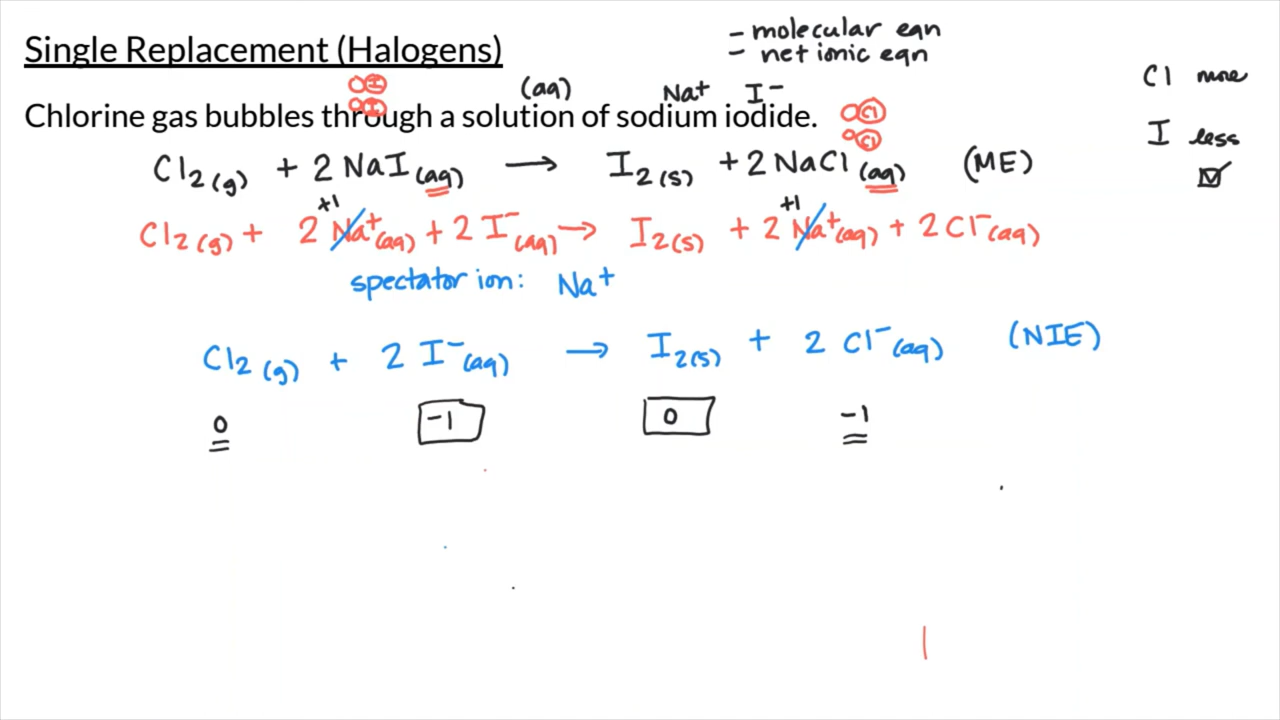 Single Replacement (Halogens)
- molecular eqn
- net ionic eqn
Cl more
I less
(aq) Na⁺ I⁻
I
I
Chlorine gas bubbles through a solution of sodium iodide.
Cl
Cl
Cl₂(g) + 2 NaI(aq) → I₂(s) + 2 NaCl(aq) (ME)
+1 +1
Cl₂(g) + 2 Na⁺(aq) + 2 I⁻(aq) → I₂(s) + 2 Na⁺(aq) + 2 Cl⁻(aq)
spectator ion: Na⁺
Cl₂(g) + 2 I⁻(aq) → I₂(s) + 2 Cl⁻(aq) (NIE)
0 -1 0 -1